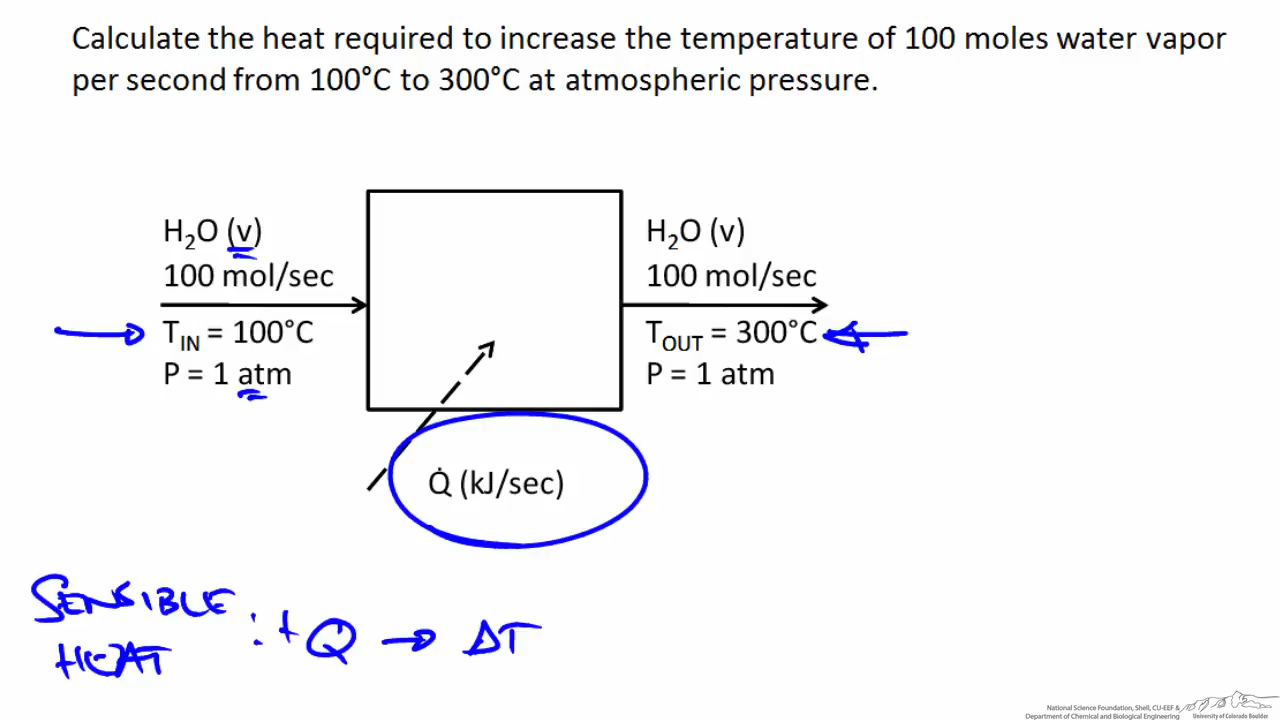 Calculate the heat required to increase the temperature of 100 moles water vapor
per second from 100°C to 300°C at atmospheric pressure.
H₂O (v)
100 mol/sec
T_IN = 100°C
P = 1 atm
H₂O (v)
100 mol/sec
T_OUT = 300°C
P = 1 atm
Q̇ (kJ/sec)
SENSIBLE
HEAT : + Q → ΔT
National Science Foundation, Shell, CU-EEF &
Department of Chemical and Biological Engineering
University of Colorado Boulder